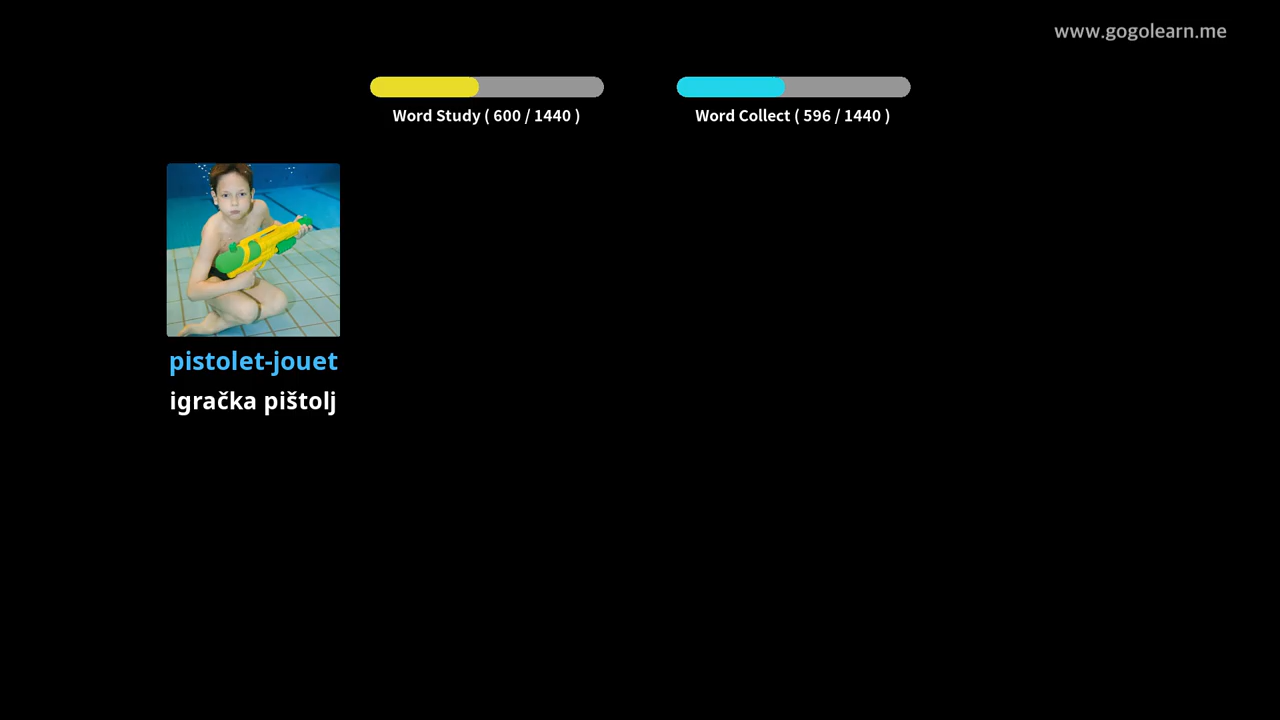 www.gogolearn.me
Word Study ( 600 / 1440 )
Word Collect ( 596 / 1440 )
pistolet-jouet
igračka pištolj